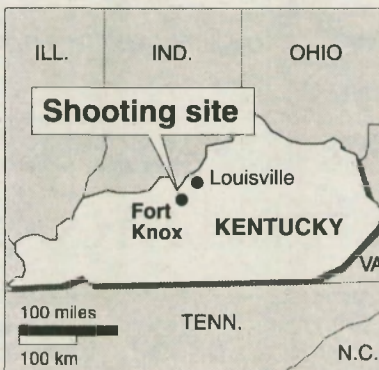 ILL.
IND.
OHIO
Shooting site
Louisville
Fort
Knox
KENTUCKY
VA
100 miles
TENN.
100 km
N.C.